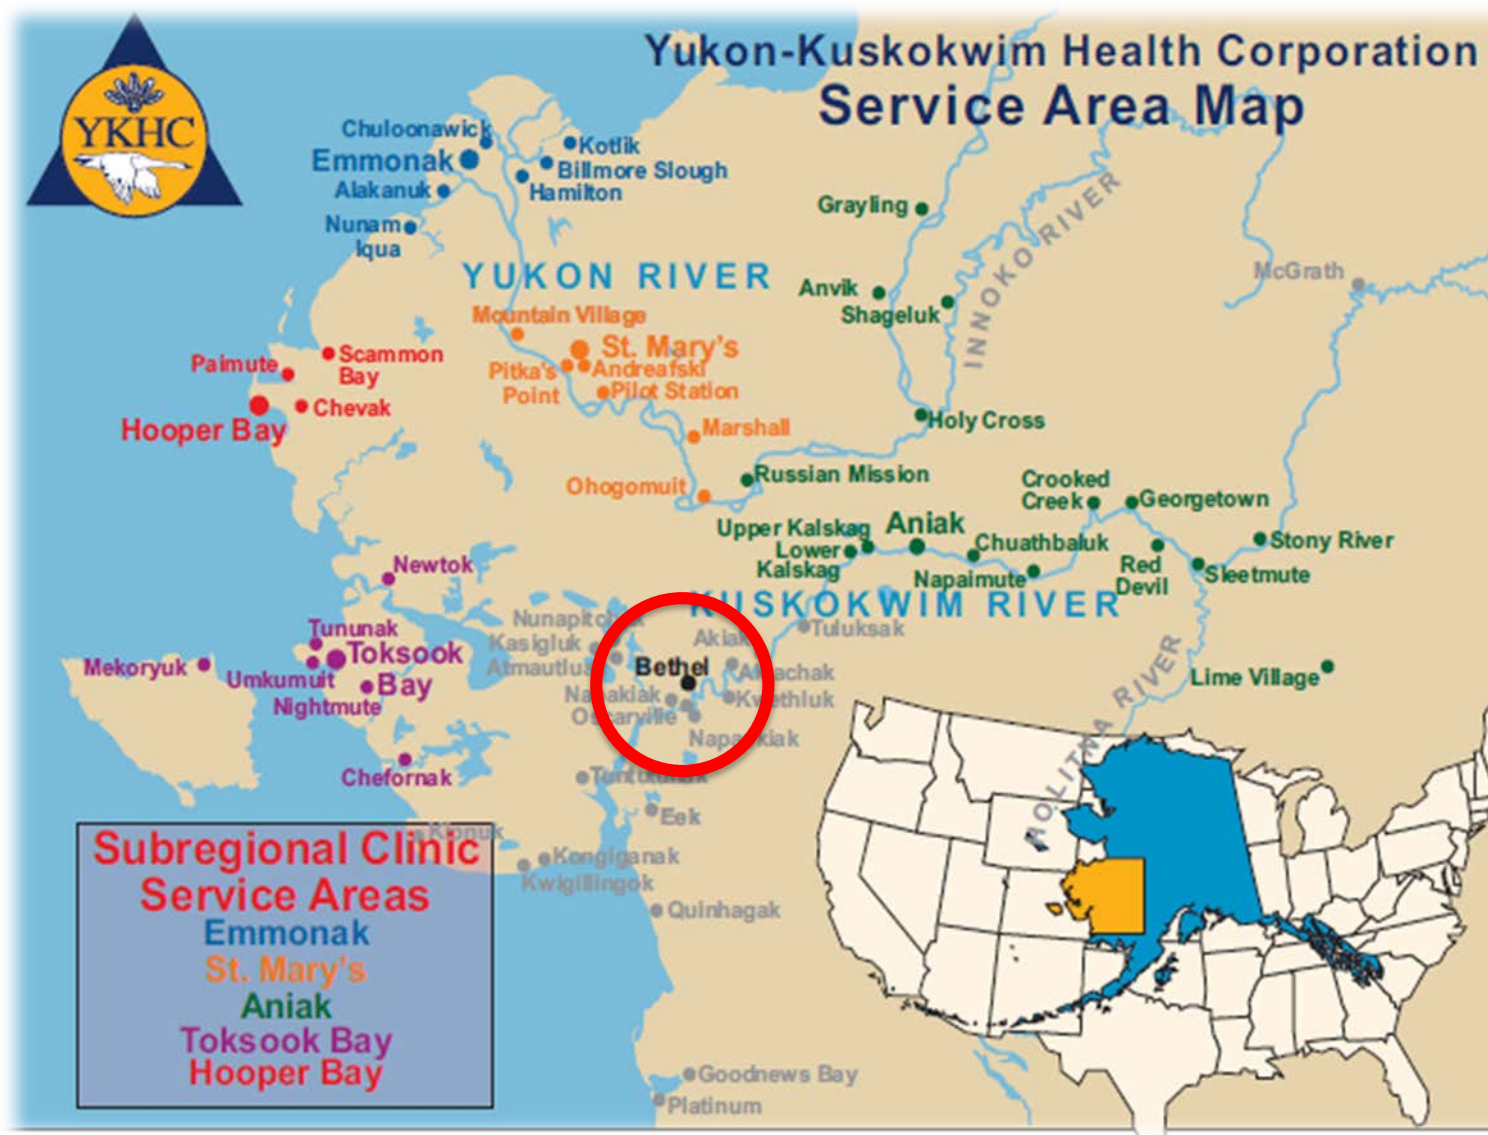 Yukon-Kuskokwim Health Corporation
Service Area Map
YKHC
Chuloonawick
Emmonak
Alakanuk
Nunam
Iqua
Kotlik
Billmore Slough
Hamilton
Grayling
Anvik
Shageluk
INNOKO RIVER
McGrath
YUKON RIVER
Mountain Village
St. Mary's
Pitka's
Point
Andreafski
Pilot Station
Marshall
Ohogomuit
Paimute
Scammon
Bay
Chevak
Hooper Bay
Holy Cross
Russian Mission
Crooked
Creek
Georgetown
Upper Kalskag
Aniak
Lower
Kalskag
Chuathbaluk
Napaimute
Red
Devil
Stony River
Sleetmute
KUSKOKWIM RIVER
Newtok
Tununak
Toksook
Bay
Mekoryuk
Umkumuit
Nightmute
Chefornak
Kasigluk
Akiak
Tuluksak
Bethel
Kwethluk
Napakiak
Oscarville
Lime Village
HOLITNA RIVER
Eek
Kipnuk
Kongiganak
Kwigillingok
Quinhagak
Goodnews Bay
Platinum
Subregional Clinic
Service Areas
Emmonak
St. Mary's
Aniak
Toksook Bay
Hooper Bay